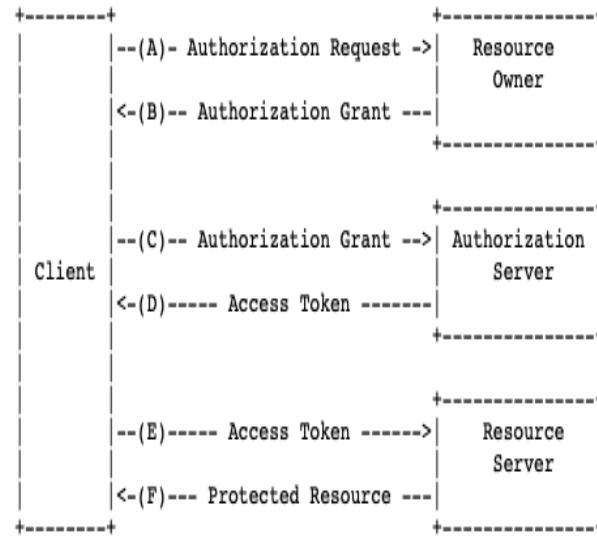 --(A)- Authorization Request -> Resource
Owner
<-(B)-- Authorization Grant ---
--(C)-- Authorization Grant --> Authorization
Client Server
<-(D)----- Access Token -------
--(E)----- Access Token ------> Resource
Server
<-(F)--- Protected Resource ---